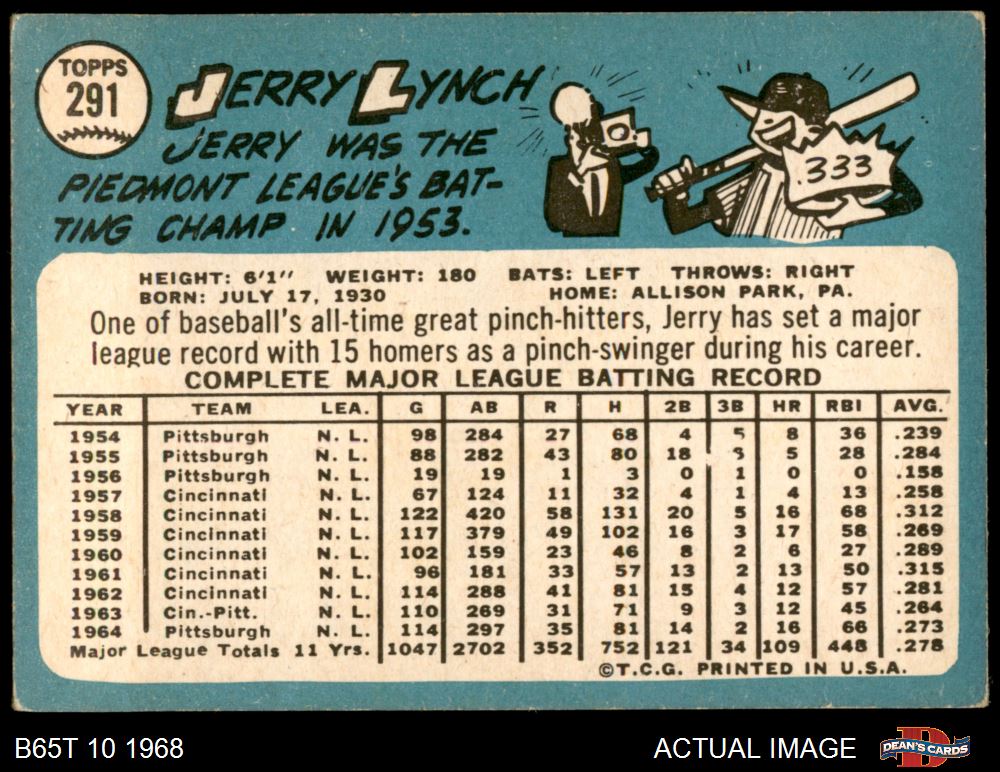 TOPPS
291
JERRY LYNCH
JERRY WAS THE
PIEDMONT LEAGUE'S BAT-
TING CHAMP IN 1953.
.333
HEIGHT: 6'1" WEIGHT: 180 BATS: LEFT THROWS: RIGHT
BORN: JULY 17, 1930 HOME: ALLISON PARK, PA.
One of baseball's all-time great pinch-hitters, Jerry has set a major
league record with 15 homers as a pinch-swinger during his career.
COMPLETE MAJOR LEAGUE BATTING RECORD
YEAR TEAM LEA. G AB R H 2B 3B HR RBI AVG.
1954 Pittsburgh N. L. 98 284 27 68 4 5 8 36 .239
1955 Pittsburgh N. L. 88 282 43 80 18 3 5 28 .284
1956 Pittsburgh N. L. 19 19 1 3 0 1 0 0 .158
1957 Cincinnati N. L. 67 124 11 32 4 1 4 13 .258
1958 Cincinnati N. L. 122 420 58 131 20 5 16 68 .312
1959 Cincinnati N. L. 117 379 49 102 16 3 17 58 .269
1960 Cincinnati N. L. 102 159 23 46 8 2 6 27 .289
1961 Cincinnati N. L. 96 181 33 57 13 2 13 50 .315
1962 Cincinnati N. L. 114 288 41 81 15 4 12 57 .281
1963 Cin.-Pitt. N. L. 110 269 31 71 9 3 12 45 .264
1964 Pittsburgh N. L. 114 297 35 81 14 2 16 66 .273
Major League Totals 11 Yrs. 1047 2702 352 752 121 34 109 448 .278
©T.C.G. PRINTED IN U.S.A.
B65T 10 1968 ACTUAL IMAGE DEAN'S CARDS